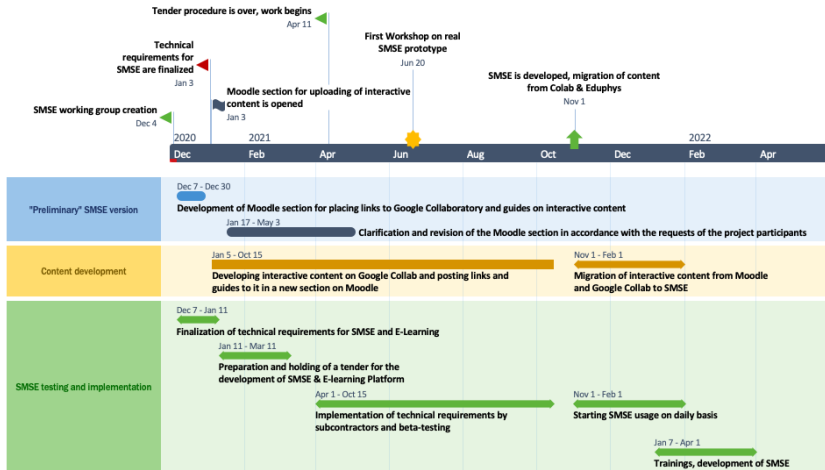 Tender procedure is over, work begins
Apr 11
First Workshop on real
SMSE prototype
Jun 20
Technical
requirements for
SMSE are finalized
Jan 3
SMSE is developed, migration of content
from Colab & Eduphys
Nov 1
Moodle section for uploading of interactive
content is opened
Jan 3
SMSE working group creation
Dec 4
2020 2021 2022
Dec Feb Apr Jun Aug Oct Dec Feb Apr
"Preliminary" SMSE version
Dec 7 - Dec 30
Development of Moodle section for placing links to Google Collaboratory and guides on interactive content
Jan 17 - May 3
Clarification and revision of the Moodle section in accordance with the requests of the project participants
Content development
Jan 5 - Oct 15
Developing interactive content on Google Collab and posting links and
guides to it in a new section on Moodle
Nov 1 - Feb 1
Migration of interactive content from Moodle
and Google Collab to SMSE
SMSE testing and implementation
Dec 7 - Jan 11
Finalization of technical requirements for SMSE and E-Learning
Jan 11 - Mar 11
Preparation and holding of a tender for the
development of SMSE & E-learning Platform
Apr 1 - Oct 15
Implementation of technical requirements by
subcontractors and beta-testing
Nov 1 - Feb 1
Starting SMSE usage on daily basis
Jan 7 - Apr 1
Trainings, development of SMSE